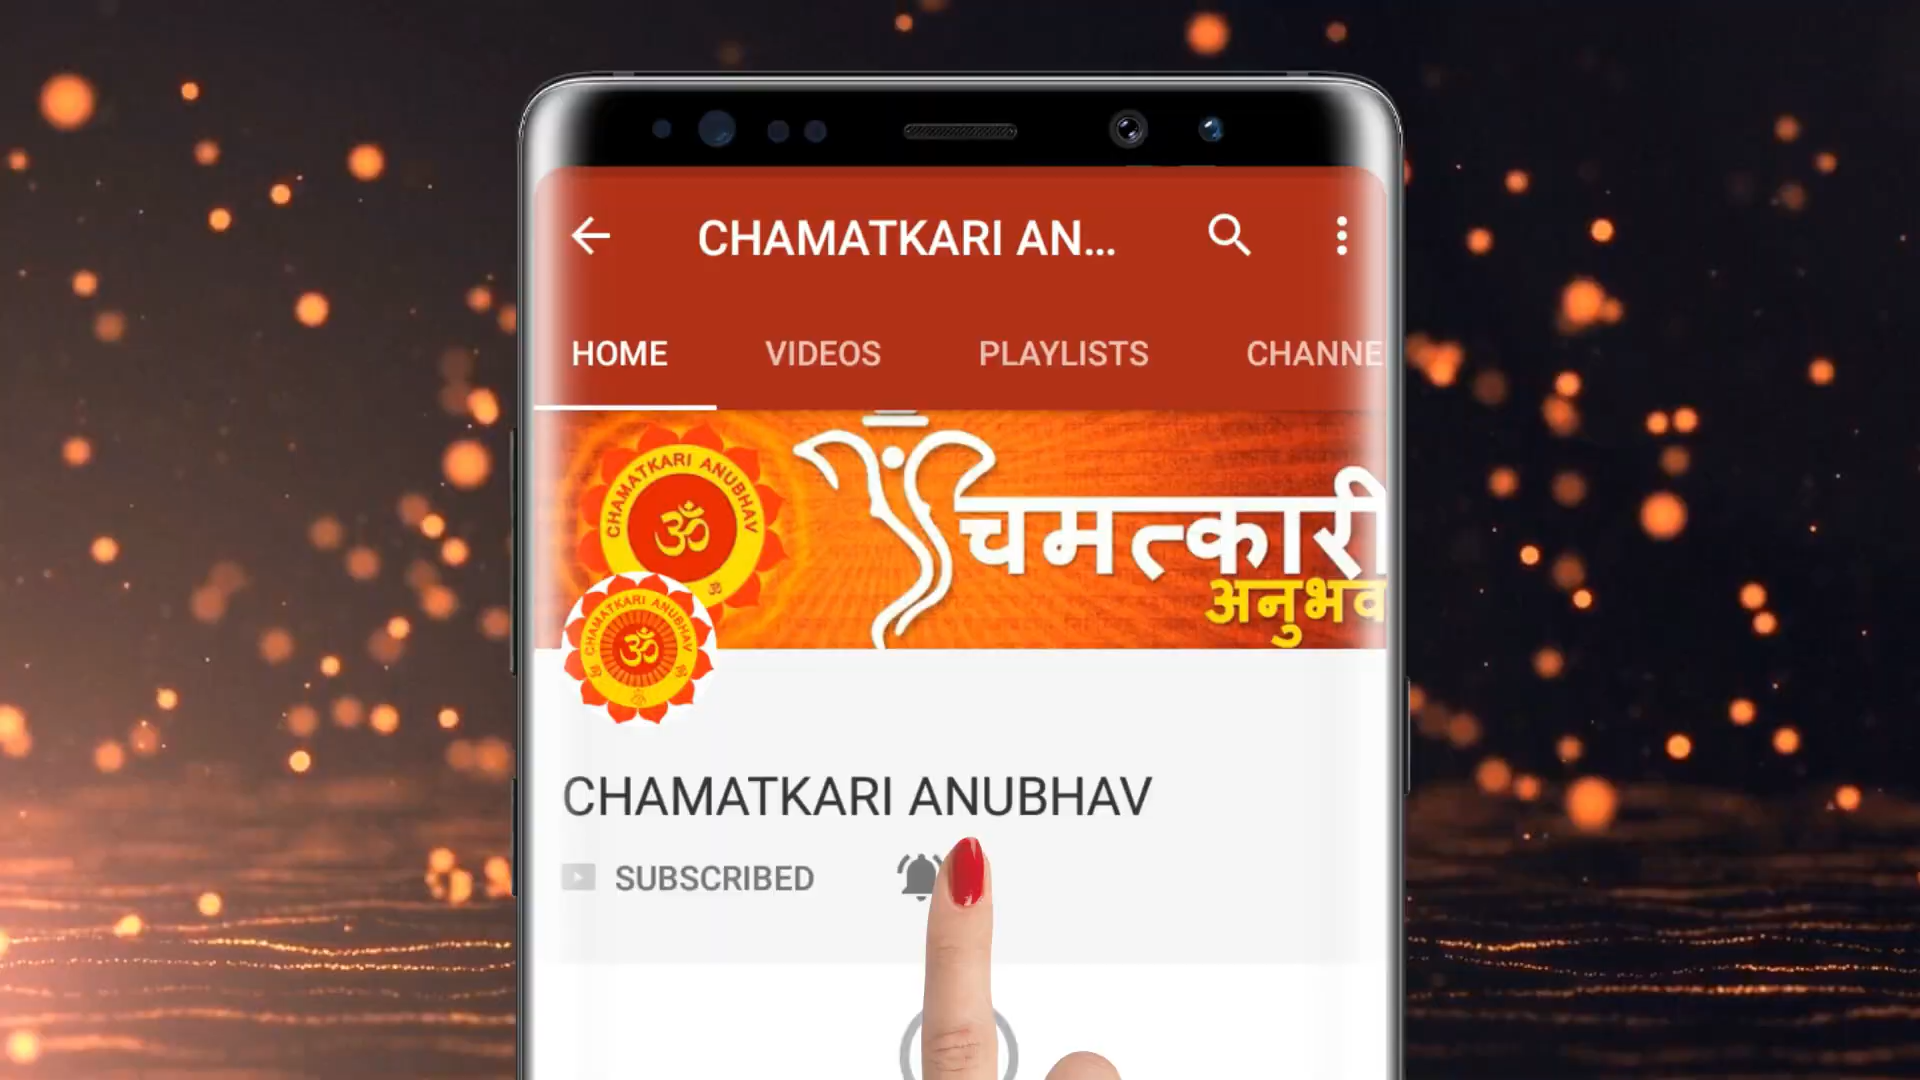 CHAMATKARI AN...
HOME VIDEOS PLAYLISTS CHANNE
CHAMATKARI ANUBHAV
ॐ
चमत्कारी
अनुभव
CHAMATKARI ANUBHAV
ॐ
CHAMATKARI ANUBHAV
SUBSCRIBED